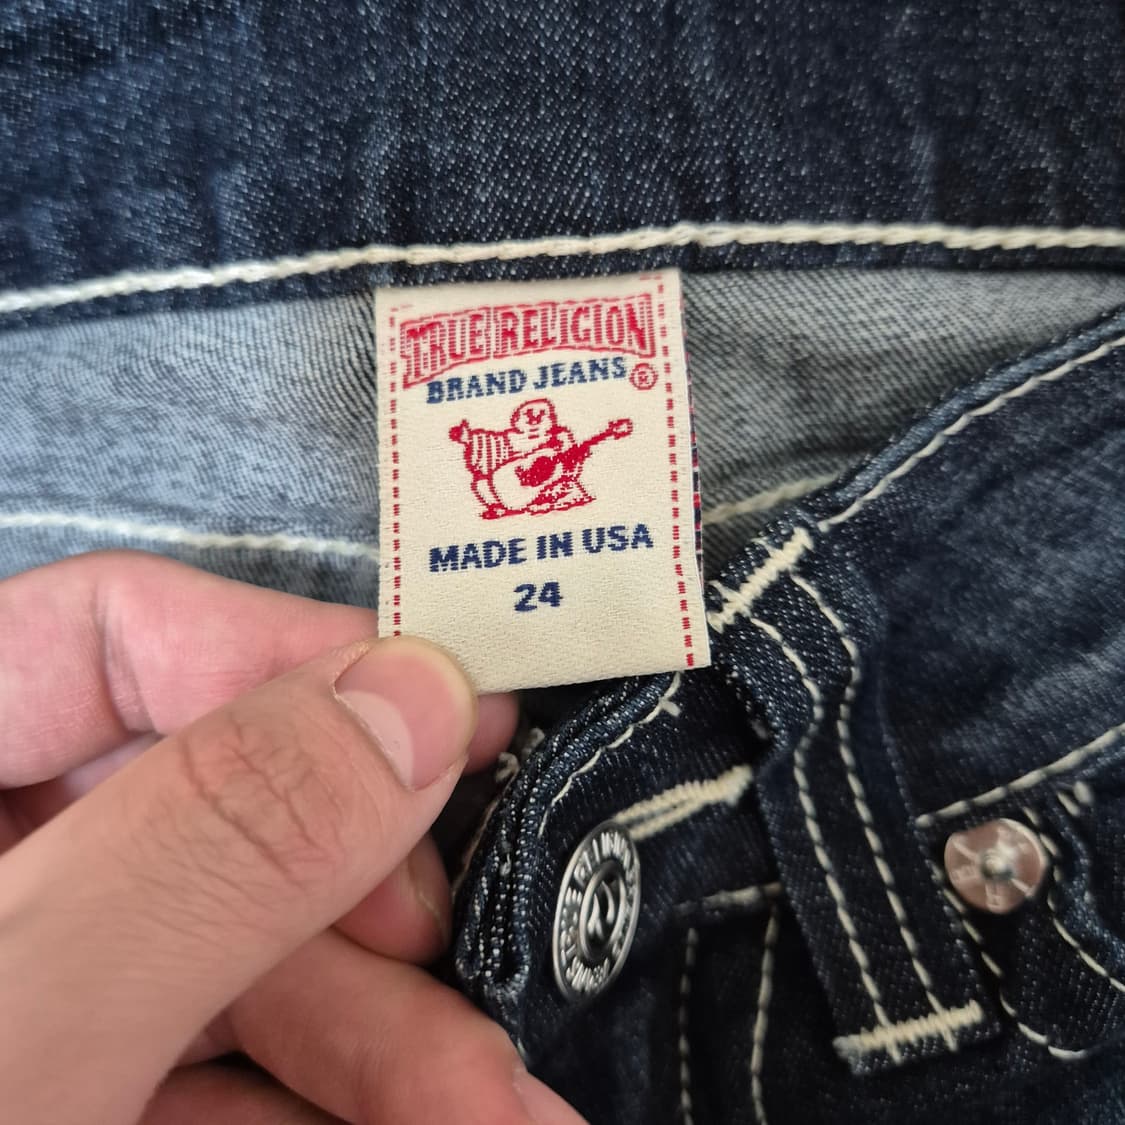 TRUE RELIGION
BRAND JEANS®
MADE IN USA
24